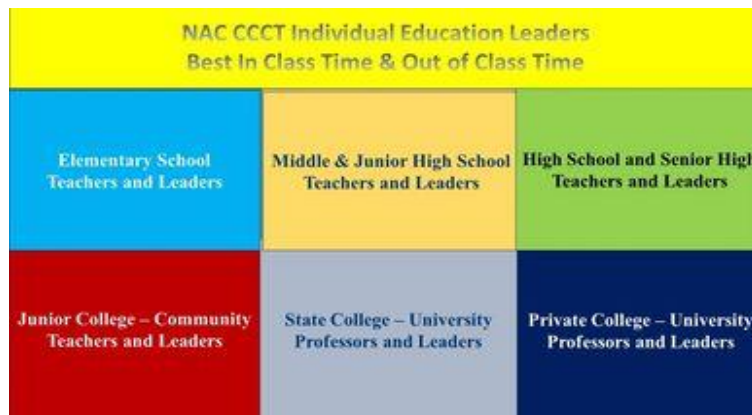 NAC CCCT Individual Education Leaders
Best In Class Time & Out of Class Time
Elementary School
Teachers and Leaders
Middle & Junior High School
Teachers and Leaders
High School and Senior High
Teachers and Leaders
Junior College – Community
Teachers and Leaders
State College – University
Professors and Leaders
Private College – University
Professors and Leaders